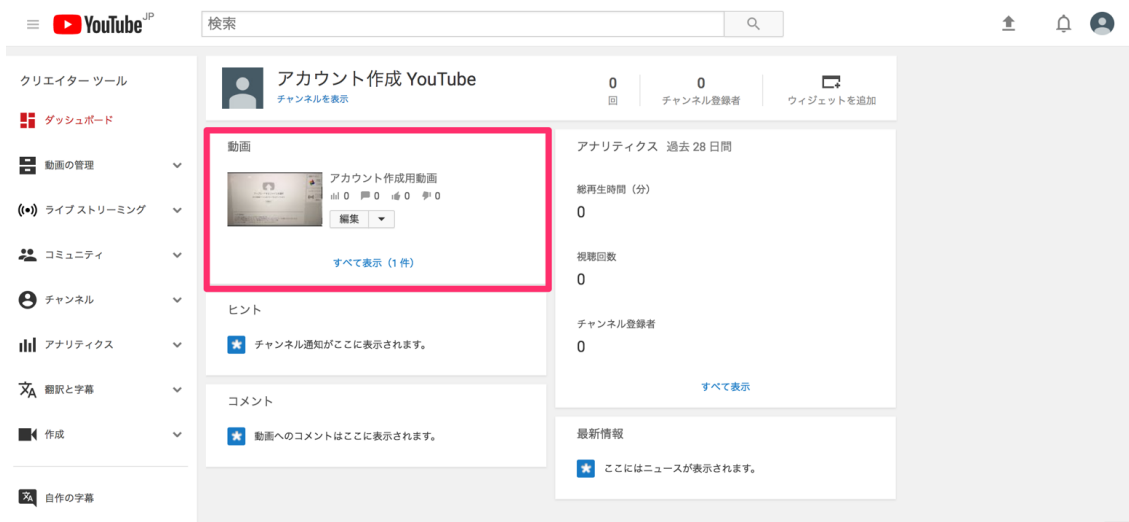 YouTube JP
検索
クリエイター ツール
ダッシュボード
動画の管理
ライブ ストリーミング
コミュニティ
チャンネル
アナリティクス
翻訳と字幕
作成
自作の字幕
アカウント作成 YouTube
チャンネルを表示
0
回
0
チャンネル登録者
ウィジェットを追加
動画
アカウント作成用動画
0 0 0 0
編集
すべて表示（1 件）
ヒント
チャンネル通知がここに表示されます。
コメント
動画へのコメントはここに表示されます。
アナリティクス 過去 28 日間
総再生時間（分）
0
視聴回数
0
チャンネル登録者
0
すべて表示
最新情報
ここにはニュースが表示されます。